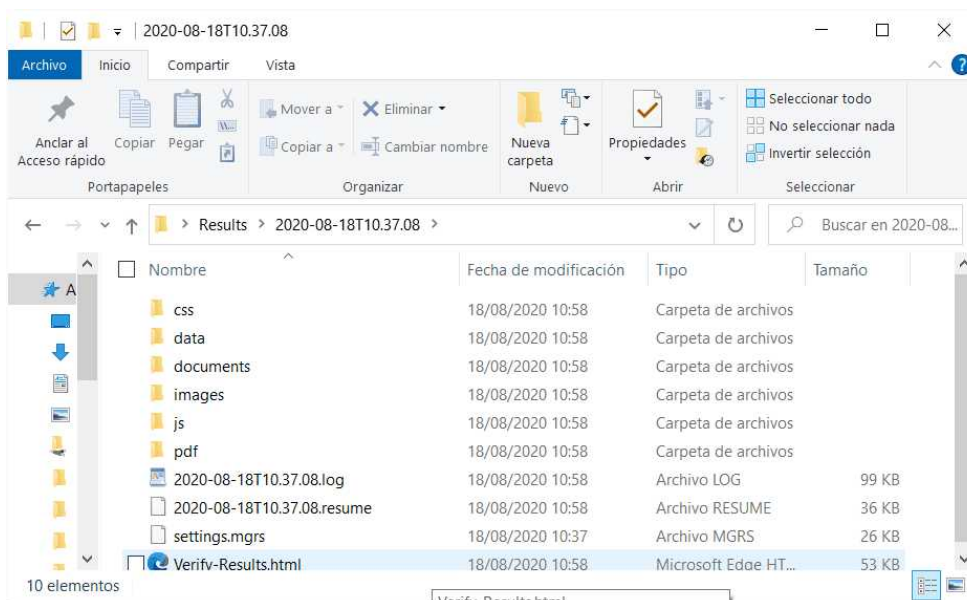 2020-08-18T10.37.08
Archivo Inicio Compartir Vista
Anclar al Acceso rápido
Copiar
Pegar
Mover a
Copiar a
Eliminar
Cambiar nombre
Nueva carpeta
Propiedades
Seleccionar todo
No seleccionar nada
Invertir selección
Portapapeles Organizar Nuevo Abrir Seleccionar
Results > 2020-08-18T10.37.08 >
Buscar en 2020-08...
Nombre Fecha de modificación Tipo Tamaño
A
css 18/08/2020 10:58 Carpeta de archivos
data 18/08/2020 10:58 Carpeta de archivos
documents 18/08/2020 10:58 Carpeta de archivos
images 18/08/2020 10:58 Carpeta de archivos
js 18/08/2020 10:58 Carpeta de archivos
pdf 18/08/2020 10:58 Carpeta de archivos
2020-08-18T10.37.08.log 18/08/2020 10:58 Archivo LOG 99 KB
2020-08-18T10.37.08.resume 18/08/2020 10:58 Archivo RESUME 36 KB
settings.mgrs 18/08/2020 10:37 Archivo MGRS 26 KB
Verify-Results.html 18/08/2020 10:58 Microsoft Edge HT... 53 KB
10 elementos
Verify-Results.html